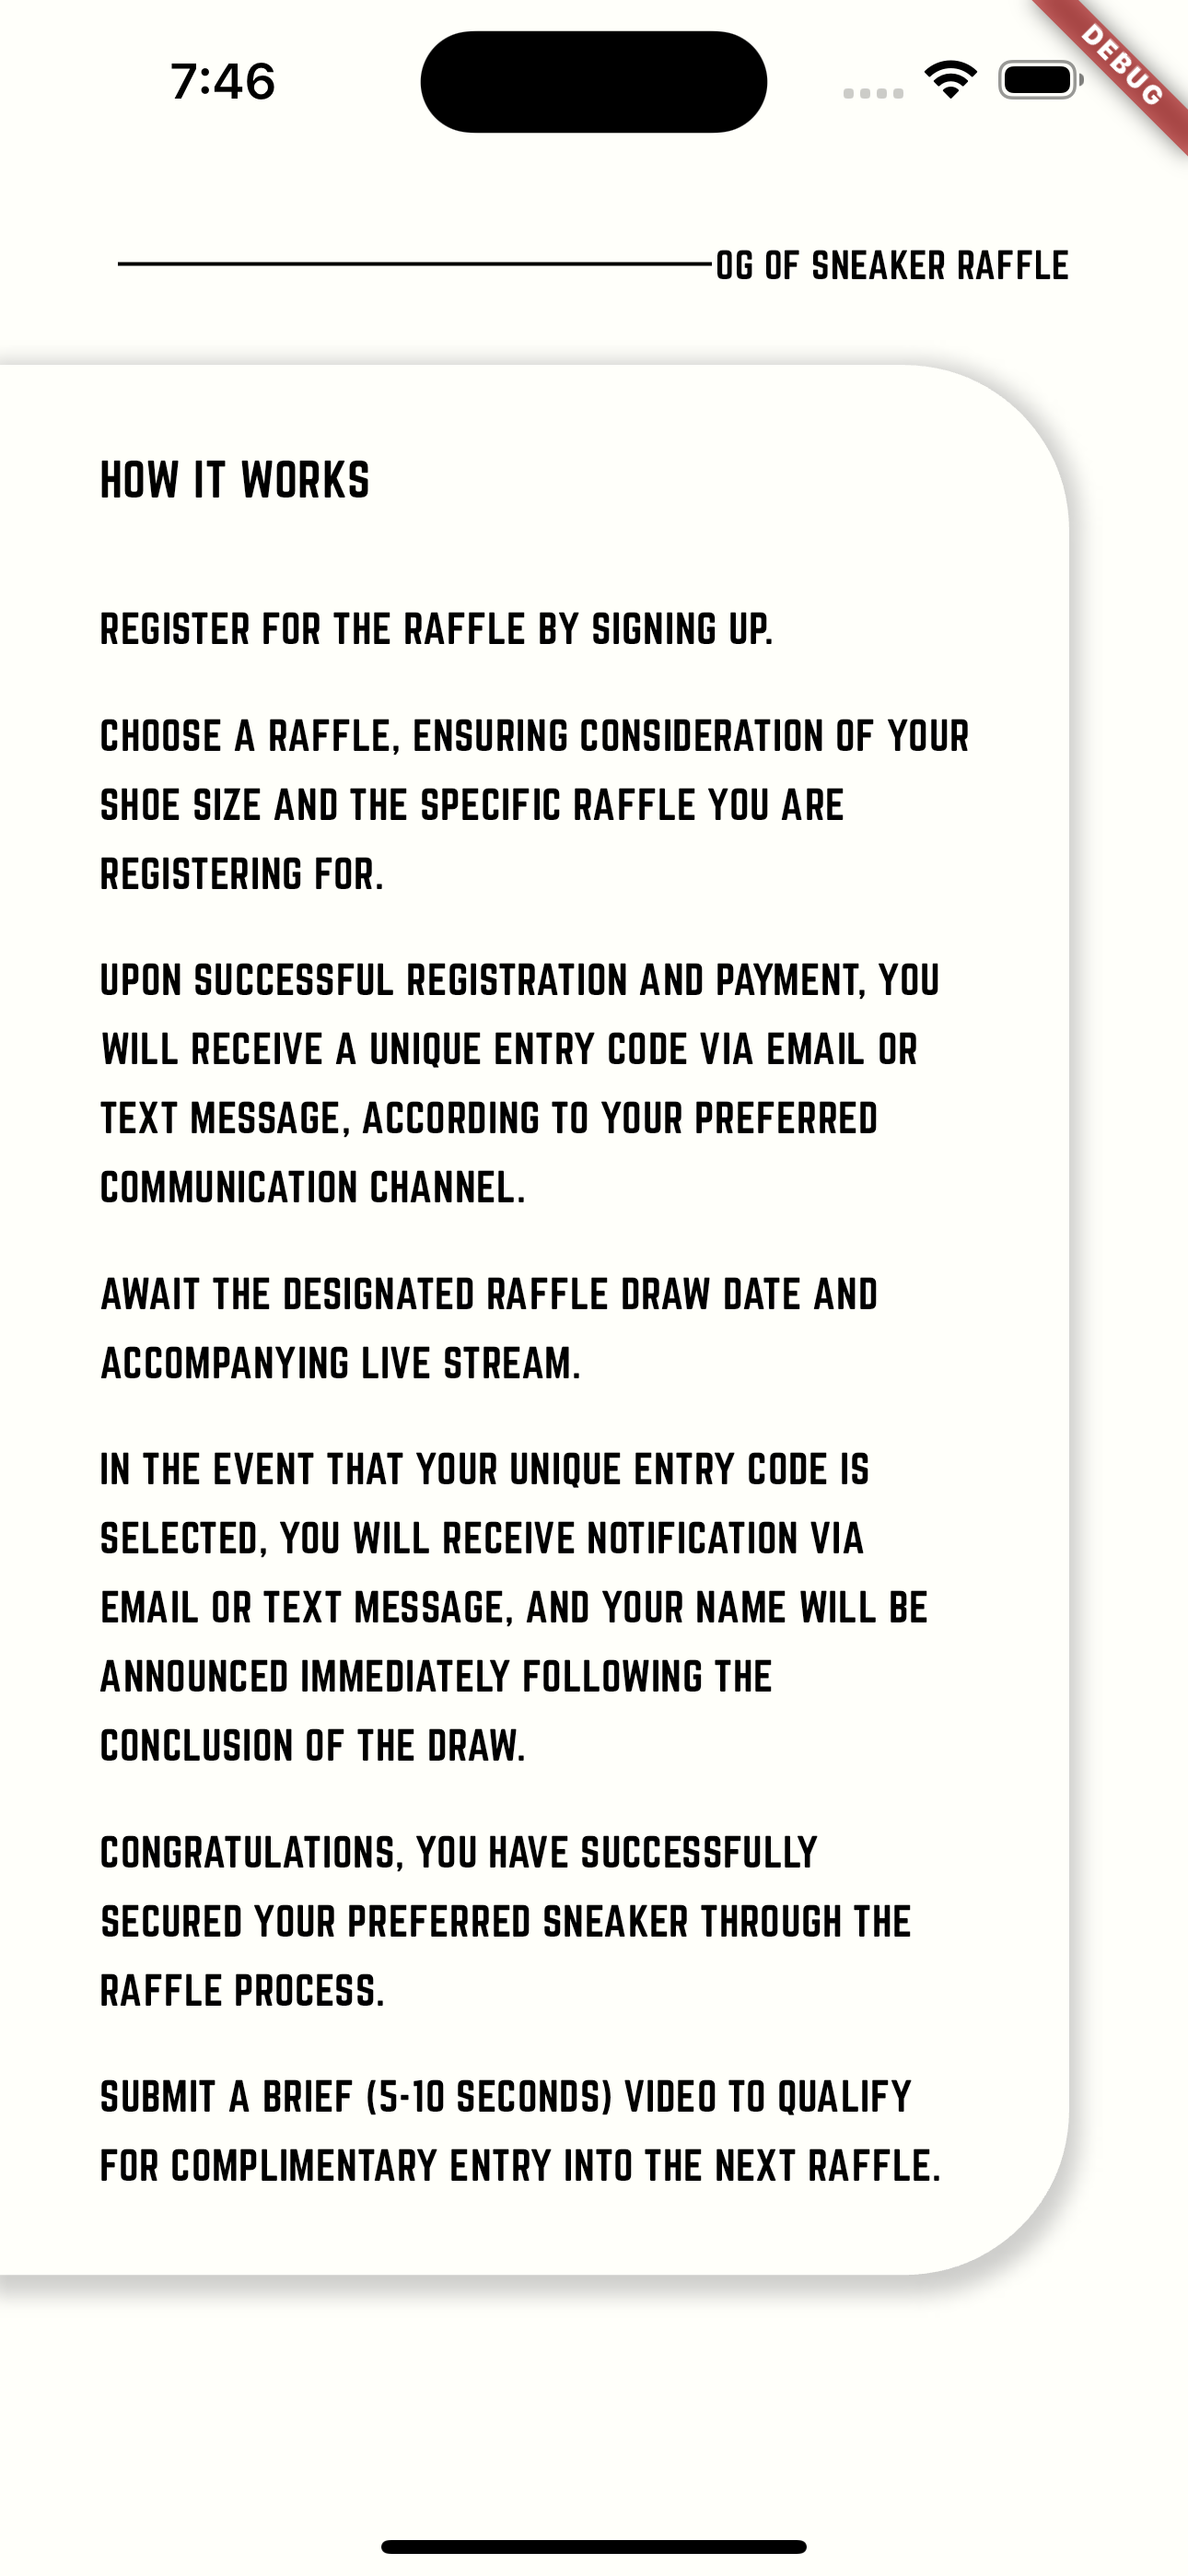 7:46
DEBUG
OG OF SNEAKER RAFFLE
HOW IT WORKS
REGISTER FOR THE RAFFLE BY SIGNING UP.
CHOOSE A RAFFLE, ENSURING CONSIDERATION OF YOUR
SHOE SIZE AND THE SPECIFIC RAFFLE YOU ARE
REGISTERING FOR.
UPON SUCCESSFUL REGISTRATION AND PAYMENT, YOU
WILL RECEIVE A UNIQUE ENTRY CODE VIA EMAIL OR
TEXT MESSAGE, ACCORDING TO YOUR PREFERRED
COMMUNICATION CHANNEL.
AWAIT THE DESIGNATED RAFFLE DRAW DATE AND
ACCOMPANYING LIVE STREAM.
IN THE EVENT THAT YOUR UNIQUE ENTRY CODE IS
SELECTED, YOU WILL RECEIVE NOTIFICATION VIA
EMAIL OR TEXT MESSAGE, AND YOUR NAME WILL BE
ANNOUNCED IMMEDIATELY FOLLOWING THE
CONCLUSION OF THE DRAW.
CONGRATULATIONS, YOU HAVE SUCCESSFULLY
SECURED YOUR PREFERRED SNEAKER THROUGH THE
RAFFLE PROCESS.
SUBMIT A BRIEF (5-10 SECONDS) VIDEO TO QUALIFY
FOR COMPLIMENTARY ENTRY INTO THE NEXT RAFFLE.